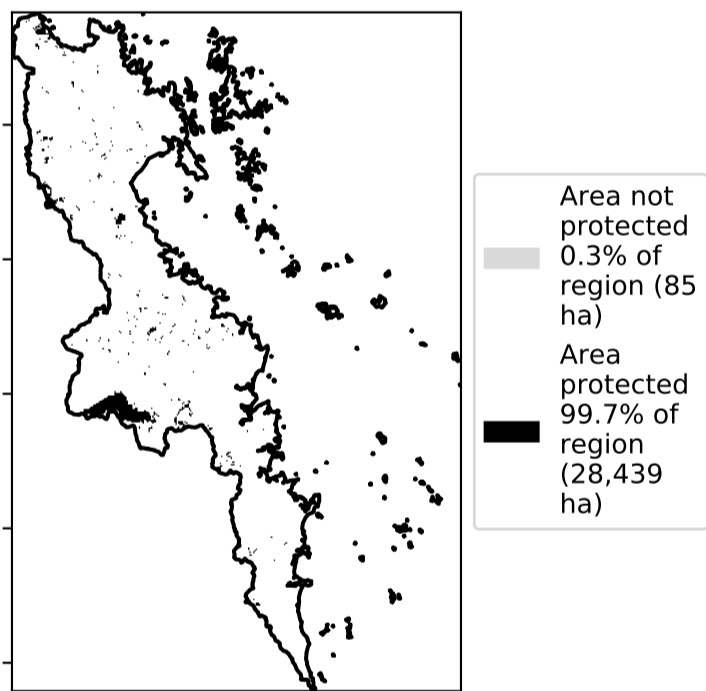 Area not
protected
0.3% of
region (85
ha)
Area
protected
99.7% of
region
(28,439
ha)